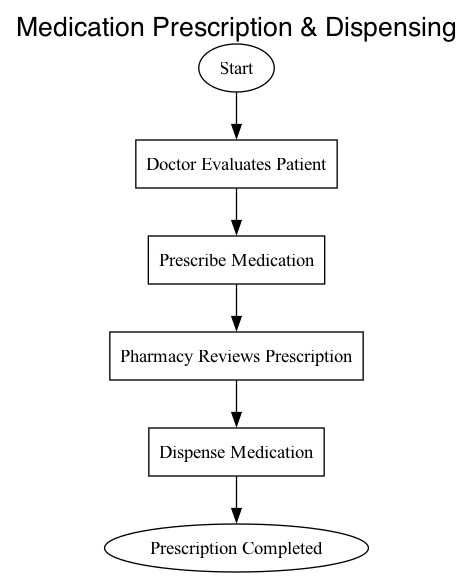 Medication Prescription & Dispensing
Start
Doctor Evaluates Patient
Prescribe Medication
Pharmacy Reviews Prescription
Dispense Medication
Prescription Completed